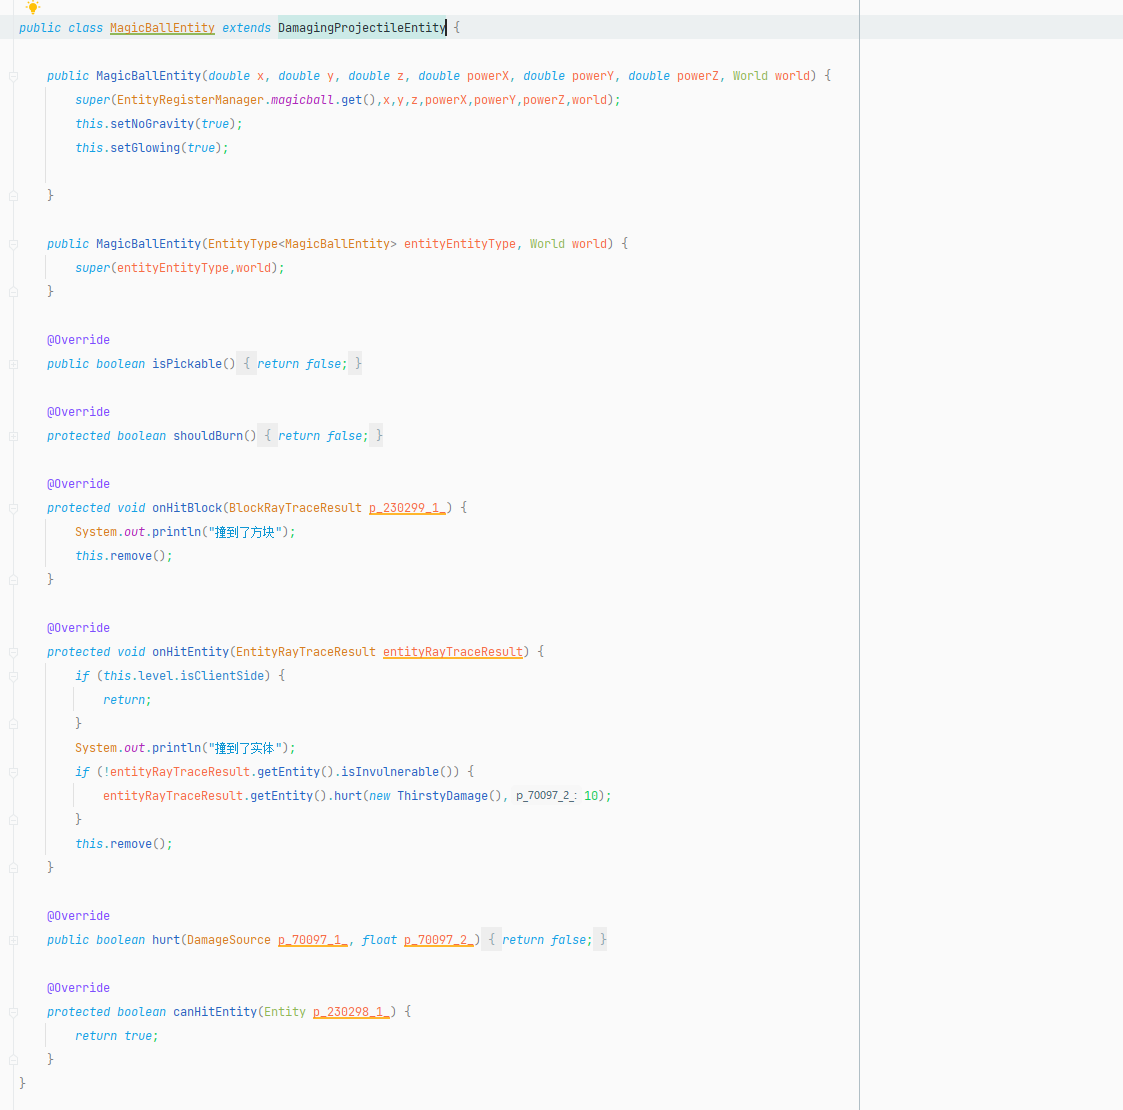 public class MagicBallEntity extends DamagingProjectileEntity {
public MagicBallEntity(double x, double y, double z, double powerX, double powerY, double powerZ, World world) {
super(EntityRegisterManager.magicball.get(),x,y,z,powerX,powerY,powerZ,world);
this.setNoGravity(true);
this.setGlowing(true);
}
public MagicBallEntity(EntityType<MagicBallEntity> entityEntityType, World world) {
super(entityEntityType,world);
}
@Override
public boolean isPickable() { return false; }
@Override
protected boolean shouldBurn() { return false; }
@Override
protected void onHitBlock(BlockRayTraceResult p_230299_1_) {
System.out.println("撞到了方块");
this.remove();
}
@Override
protected void onHitEntity(EntityRayTraceResult entityRayTraceResult) {
if (this.level.isClientSide) {
return;
}
System.out.println("撞到了实体");
if (!entityRayTraceResult.getEntity().isInvulnerable()) {
entityRayTraceResult.getEntity().hurt(new ThirstyDamage(), p_70097_2_: 10);
}
this.remove();
}
@Override
public boolean hurt(DamageSource p_70097_1_, float p_70097_2_) { return false; }
@Override
protected boolean canHitEntity(Entity p_230298_1_) {
return true;
}
}